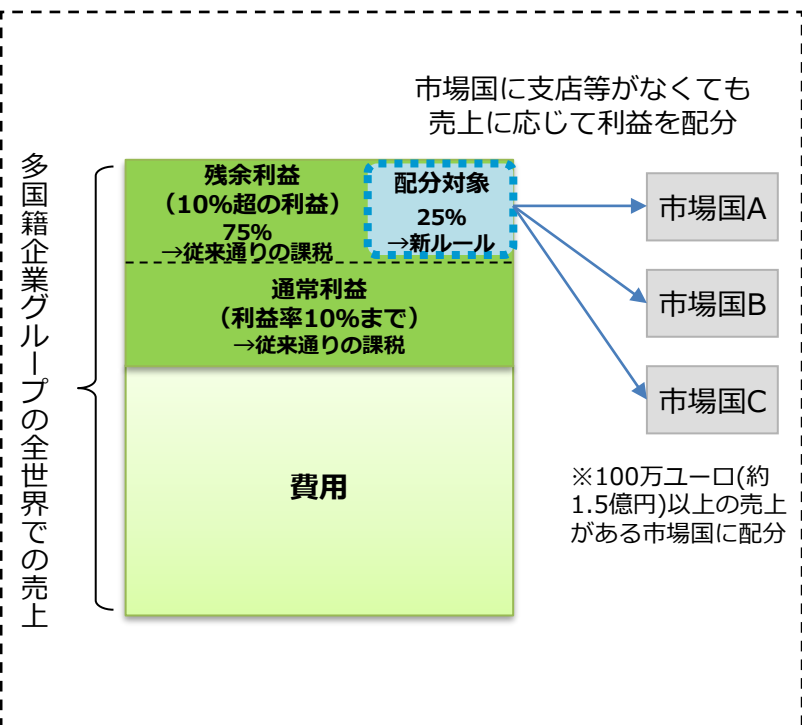 市場国に支店等がなくても
売上に応じて利益を配分
多国籍企業グループの全世界での売上
残余利益
（10%超の利益）
75%
→従来通りの課税
配分対象
25%
→新ルール
通常利益
（利益率10%まで）
→従来通りの課税
費用
市場国A
市場国B
市場国C
※100万ユーロ(約
1.5億円)以上の売上
がある市場国に配分